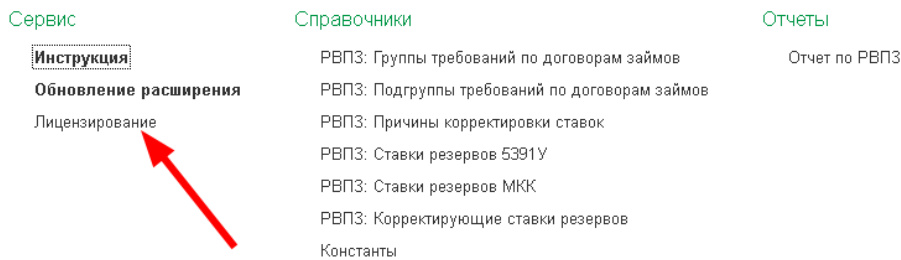 Сервис
Инструкция
Обновление расширения
Лицензирование
Справочники
РВПЗ: Группы требований по договорам займов
РВПЗ: Подгруппы требований по договорам займов
РВПЗ: Причины корректировки ставок
РВПЗ: Ставки резервов 5391У
РВПЗ: Ставки резервов МКК
РВПЗ: Корректирующие ставки резервов
Константы
Отчеты
Отчет по РВПЗ